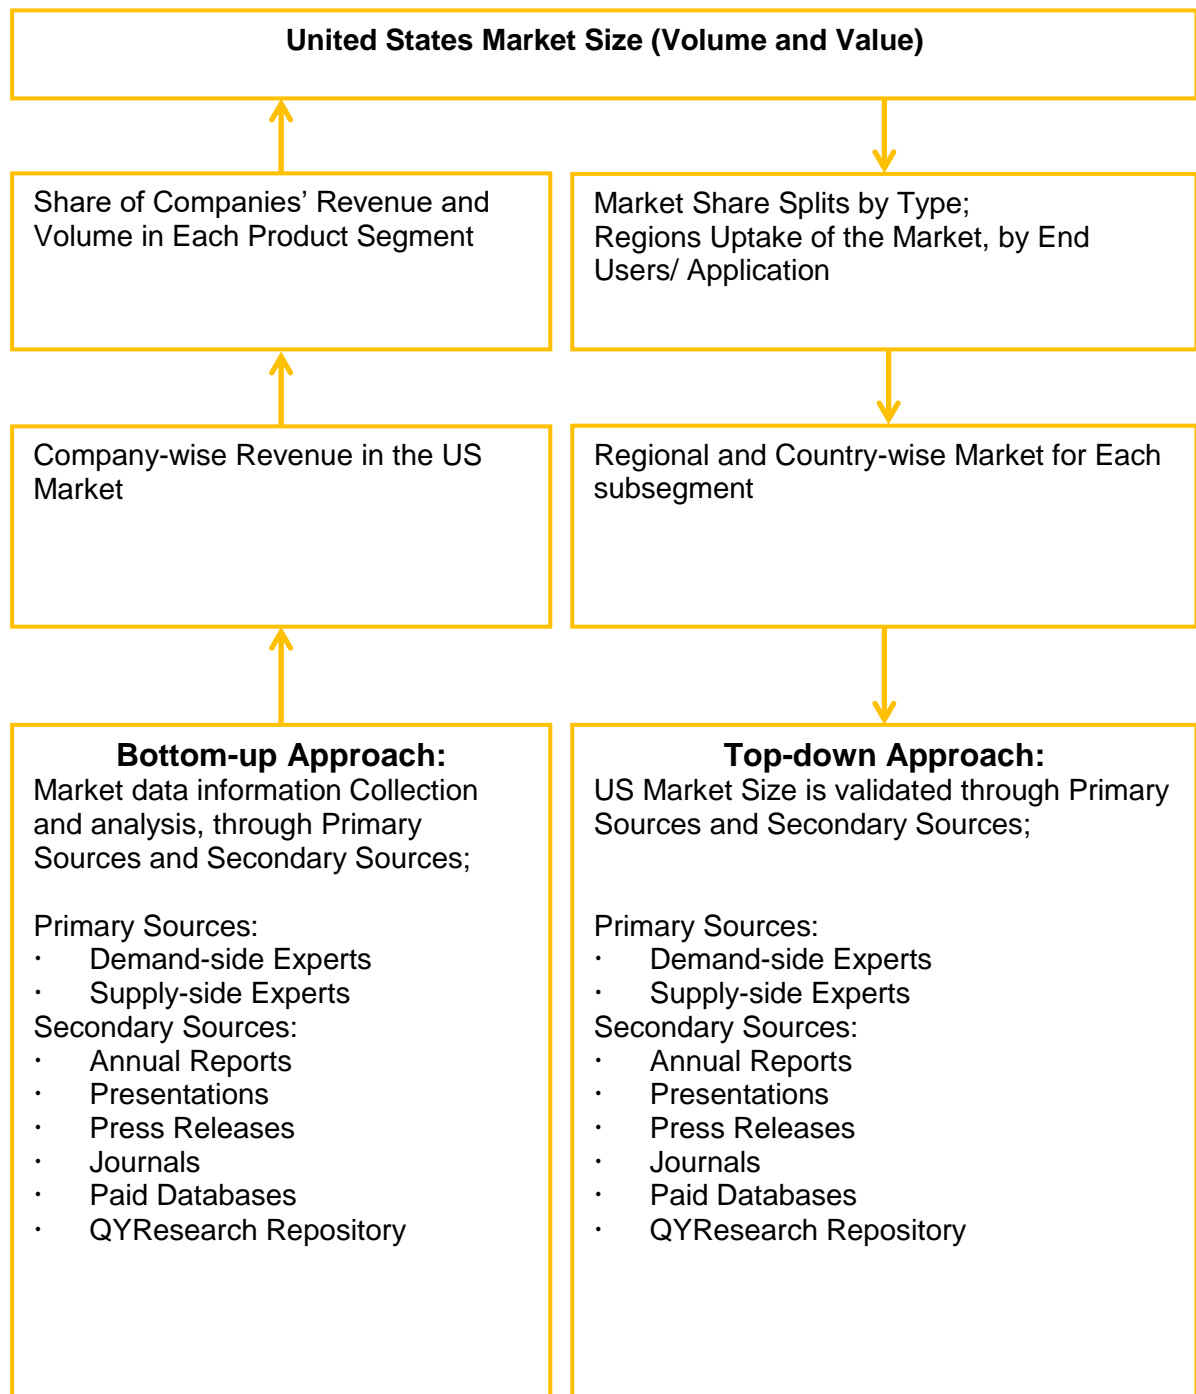 United States Market Size (Volume and Value)
Share of Companies’ Revenue and
Volume in Each Product Segment
Market Share Splits by Type;
Regions Uptake of the Market, by End
Users/ Application
Company-wise Revenue in the US
Market
Regional and Country-wise Market for Each
subsegment
Bottom-up Approach:
Market data information Collection
and analysis, through Primary
Sources and Secondary Sources;
Primary Sources:
· Demand-side Experts
· Supply-side Experts
Secondary Sources:
· Annual Reports
· Presentations
· Press Releases
· Journals
· Paid Databases
· QYResearch Repository
Top-down Approach:
US Market Size is validated through Primary
Sources and Secondary Sources;
Primary Sources:
· Demand-side Experts
· Supply-side Experts
Secondary Sources:
· Annual Reports
· Presentations
· Press Releases
· Journals
· Paid Databases
· QYResearch Repository